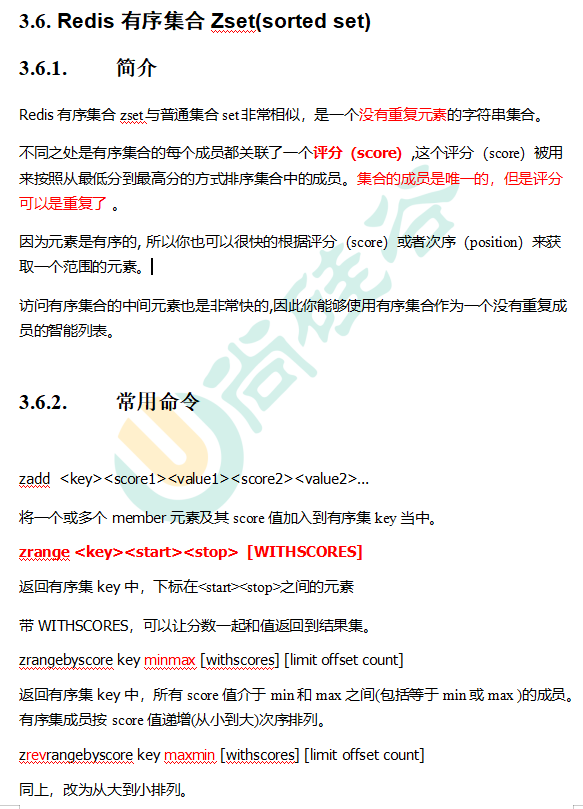 3.6. Redis 有序集合 Zset(sorted set)
3.6.1. 简介
Redis 有序集合 zset 与普通集合 set 非常相似，是一个没有重复元素的字符串集合。
不同之处是有序集合的每个成员都关联了一个评分（score）,这个评分（score）被用
来按照从最低分到最高分的方式排序集合中的成员。集合的成员是唯一的，但是评分
可以是重复了 。
因为元素是有序的, 所以你也可以很快的根据评分（score）或者次序（position）来获
取一个范围的元素。
访问有序集合的中间元素也是非常快的,因此你能够使用有序集合作为一个没有重复成
员的智能列表。
3.6.2. 常用命令
zadd <key><score1><value1><score2><value2>…
将一个或多个 member 元素及其 score 值加入到有序集 key 当中。
zrange <key><start><stop> [WITHSCORES]
返回有序集 key 中，下标在<start><stop>之间的元素
带 WITHSCORES，可以让分数一起和值返回到结果集。
zrangebyscore key minmax [withscores] [limit offset count]
返回有序集 key 中，所有 score 值介于 min 和 max 之间(包括等于 min 或 max )的成员。
有序集成员按 score 值递增(从小到大)次序排列。
zrevrangebyscore key maxmin [withscores] [limit offset count]
同上，改为从大到小排列。
尚硅谷